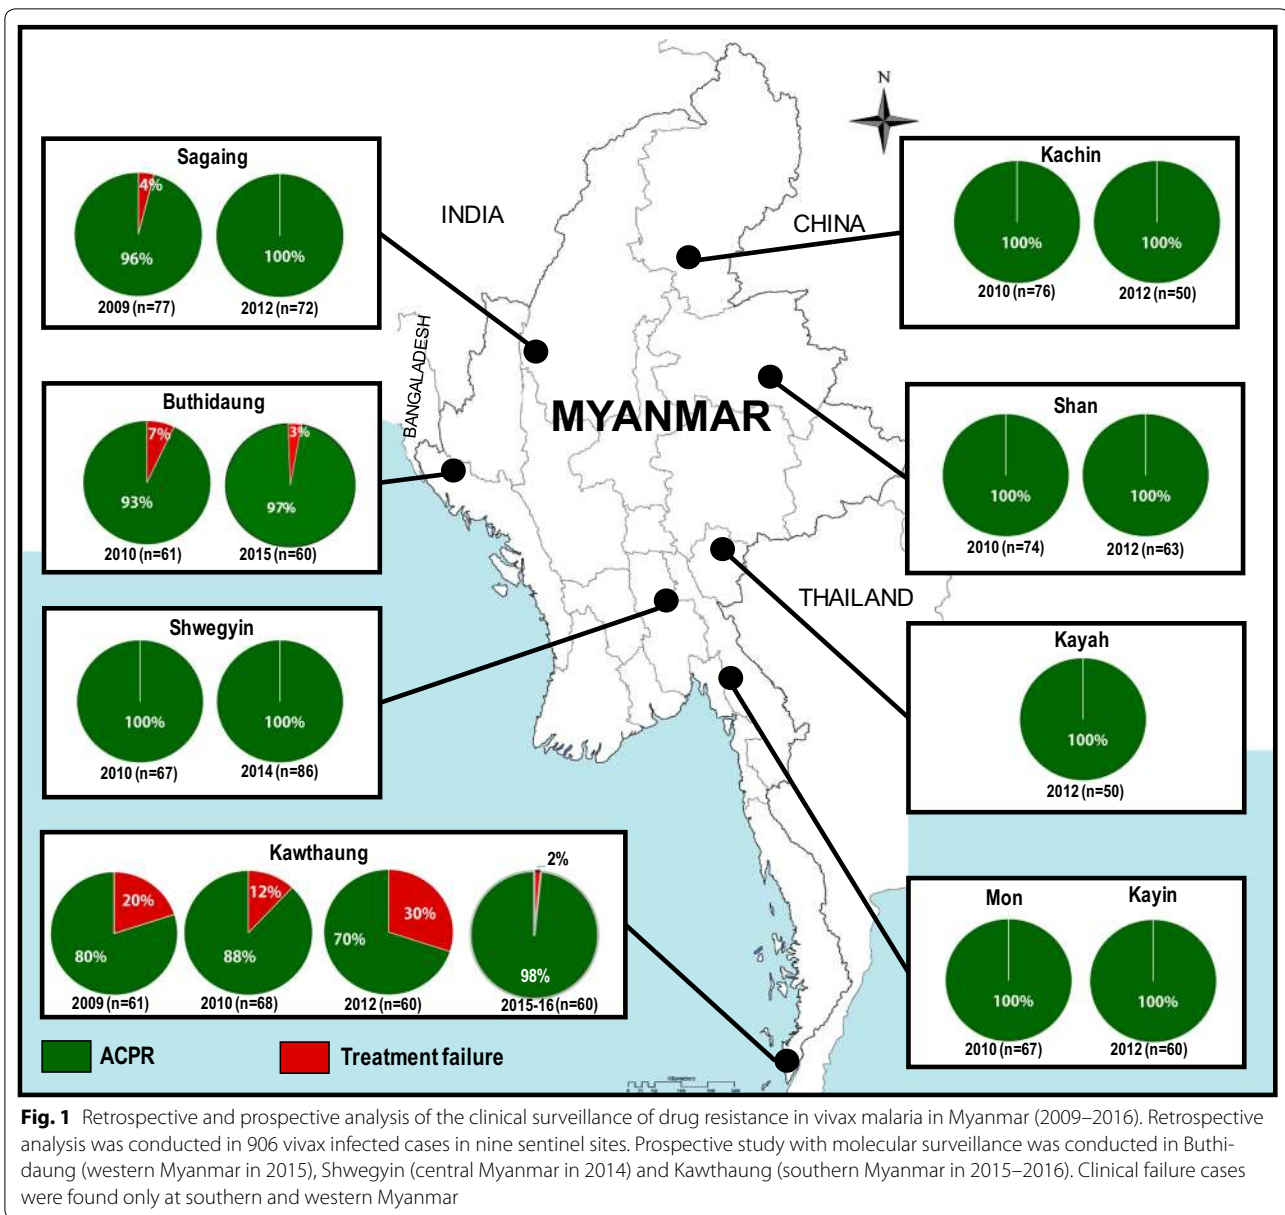 N
INDIA
CHINA
BANGALADESH
MYANMAR
THAILAND
Sagaing
4%
96%
100%
2009 (n=77)
2012 (n=72)
Buthidaung
7%
3%
93%
97%
2010 (n=61)
2015 (n=60)
Shwegyin
100%
100%
2010 (n=67)
2014 (n=86)
Kawthaung
2%
20%
12%
30%
80%
88%
70%
98%
2009 (n=61)
2010 (n=68)
2012 (n=60)
2015-16 (n=60)
Kachin
100%
100%
2010 (n=76)
2012 (n=50)
Shan
100%
100%
2010 (n=74)
2012 (n=63)
Kayah
100%
2012 (n=50)
Mon
Kayin
100%
100%
2010 (n=67)
2012 (n=60)
ACPR
Treatment failure
Fig. 1 Retrospective and prospective analysis of the clinical surveillance of drug resistance in vivax malaria in Myanmar (2009–2016). Retrospective
analysis was conducted in 906 vivax infected cases in nine sentinel sites. Prospective study with molecular surveillance was conducted in Buthi-
daung (western Myanmar in 2015), Shwegyin (central Myanmar in 2014) and Kawthaung (southern Myanmar in 2015–2016). Clinical failure cases
were found only at southern and western Myanmar